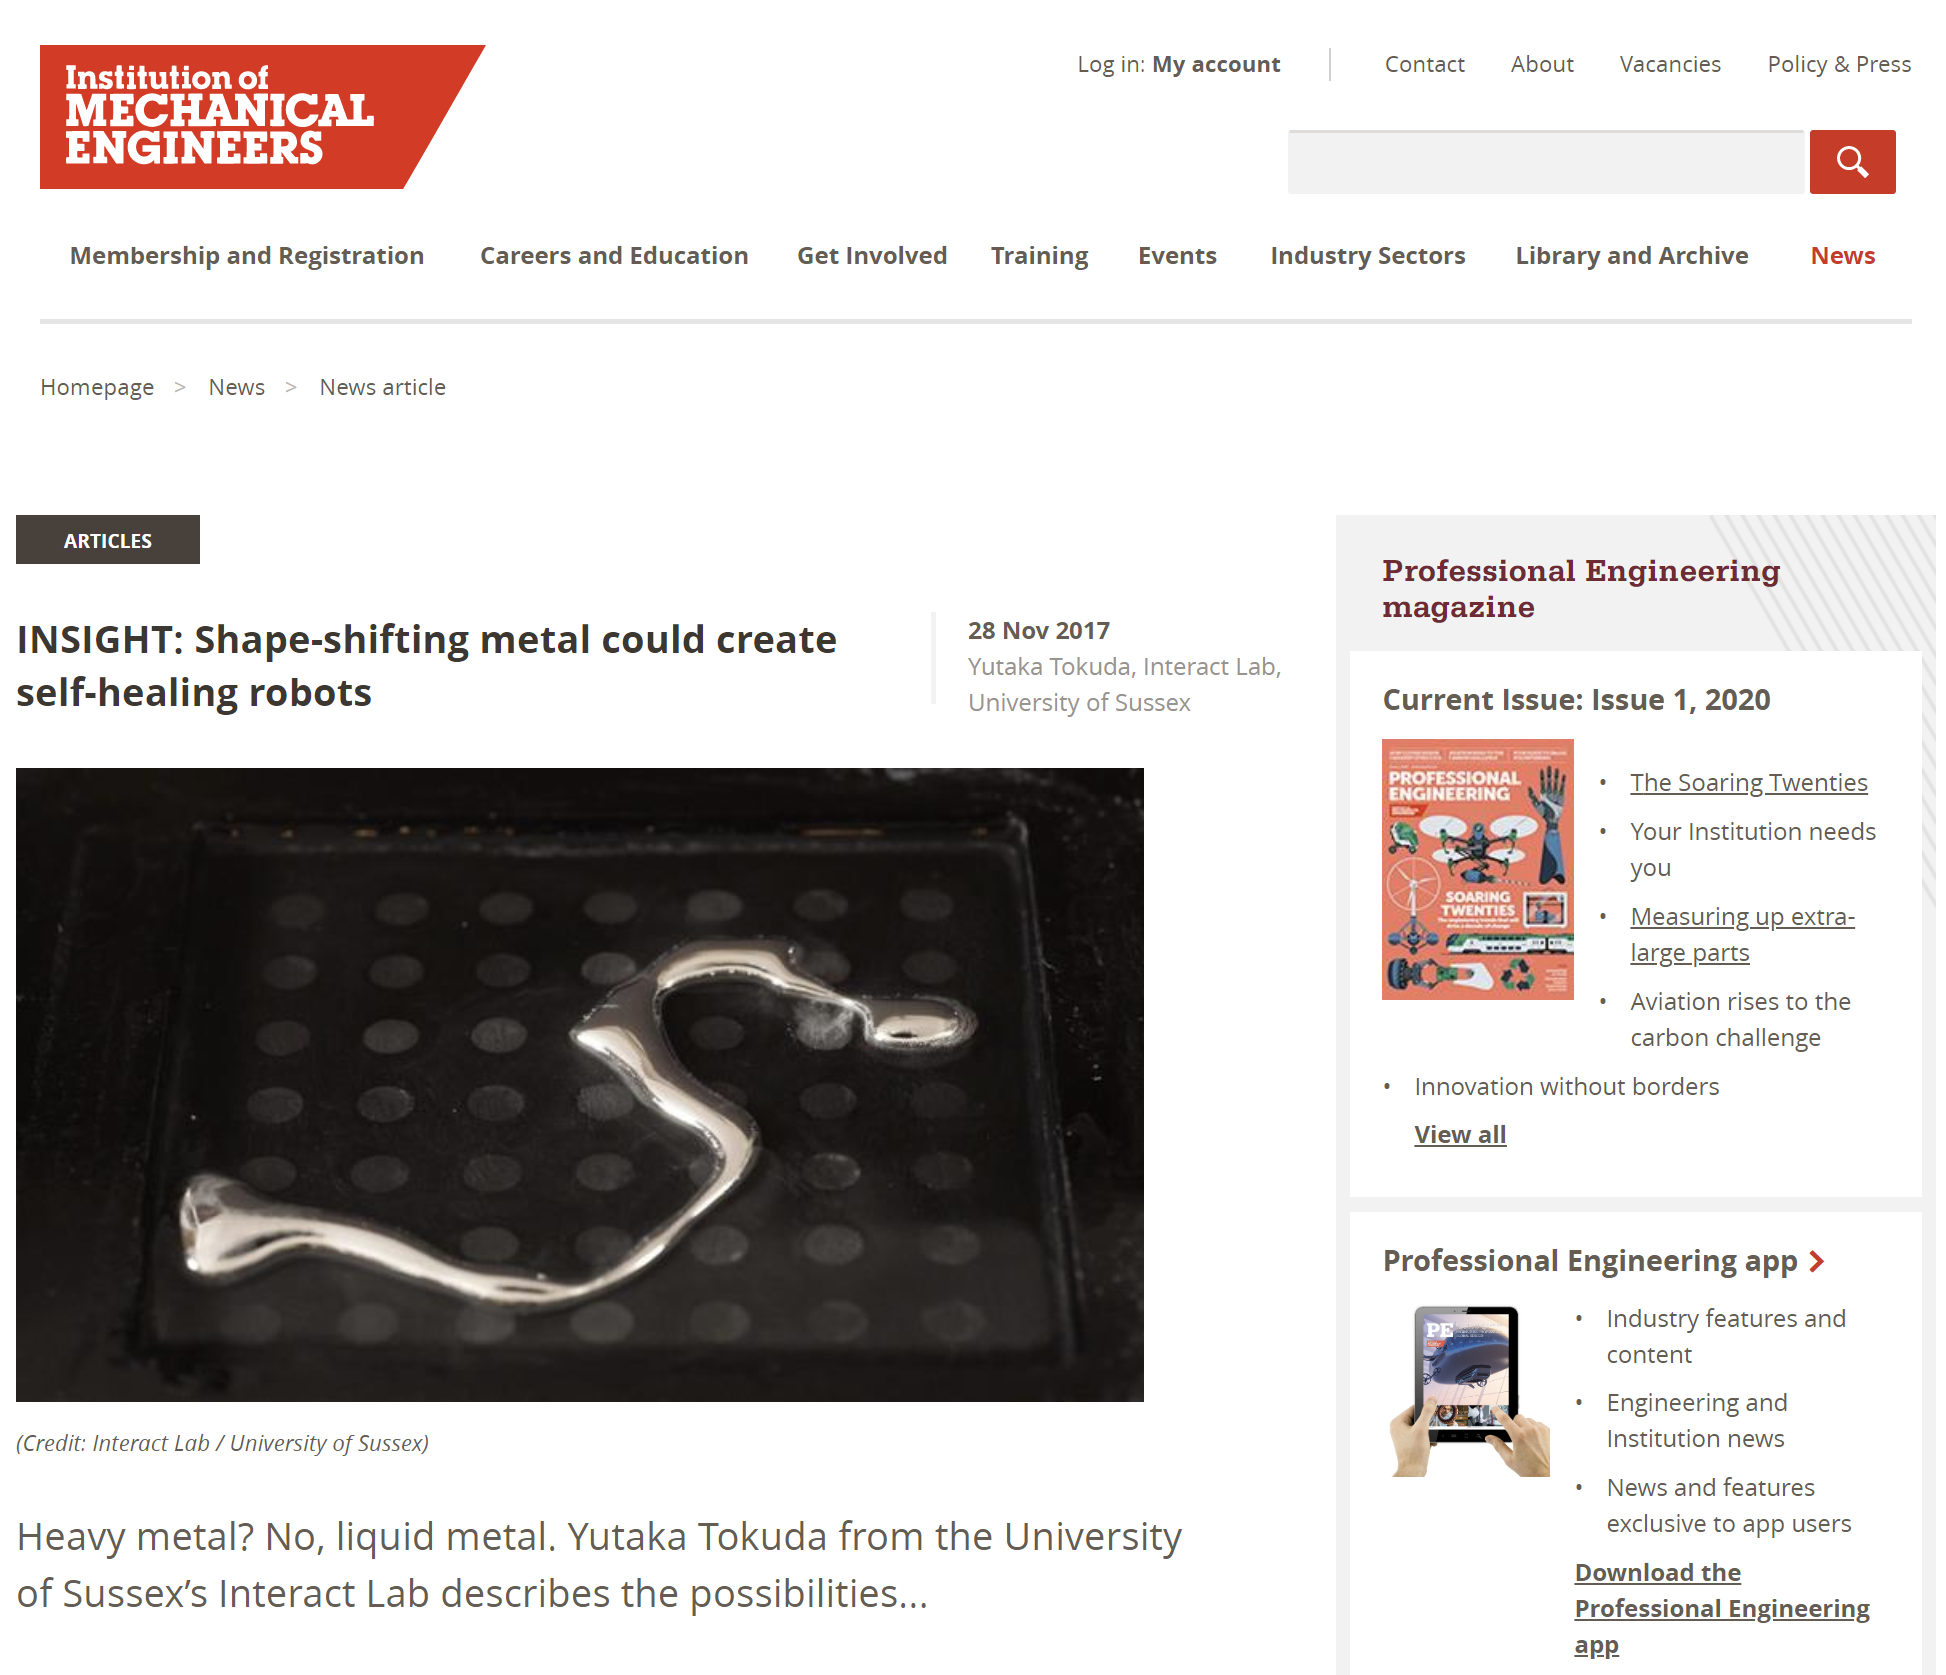 Institution of
MECHANICAL
ENGINEERS
Log in: My account
Contact
About
Vacancies
Policy & Press
Membership and Registration
Careers and Education
Get Involved
Training
Events
Industry Sectors
Library and Archive
News
Homepage > News > News article
ARTICLES
INSIGHT: Shape-shifting metal could create
self-healing robots
28 Nov 2017
Yutaka Tokuda, Interact Lab,
University of Sussex
(Credit: Interact Lab / University of Sussex)
Heavy metal? No, liquid metal. Yutaka Tokuda from the University
of Sussex’s Interact Lab describes the possibilities...
Professional Engineering
magazine
Current Issue: Issue 1, 2020
PROFESSIONAL
ENGINEERING
SOARING
TWENTIES
• The Soaring Twenties
• Your Institution needs
you
• Measuring up extra-
large parts
• Aviation rises to the
carbon challenge
• Innovation without borders
View all
Professional Engineering app
PE
• Industry features and
content
• Engineering and
Institution news
• News and features
exclusive to app users
Download the
Professional Engineering
app